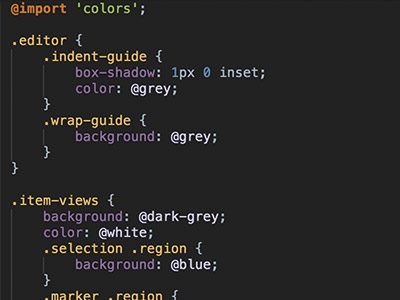 @import 'colors';
.editor {
.indent-guide {
box-shadow: 1px 0 inset;
color: @grey;
}
.wrap-guide {
background: @grey;
}
}
.item-views {
background: @dark-grey;
color: @white;
.selection .region {
background: @blue;
}
.marker .region {